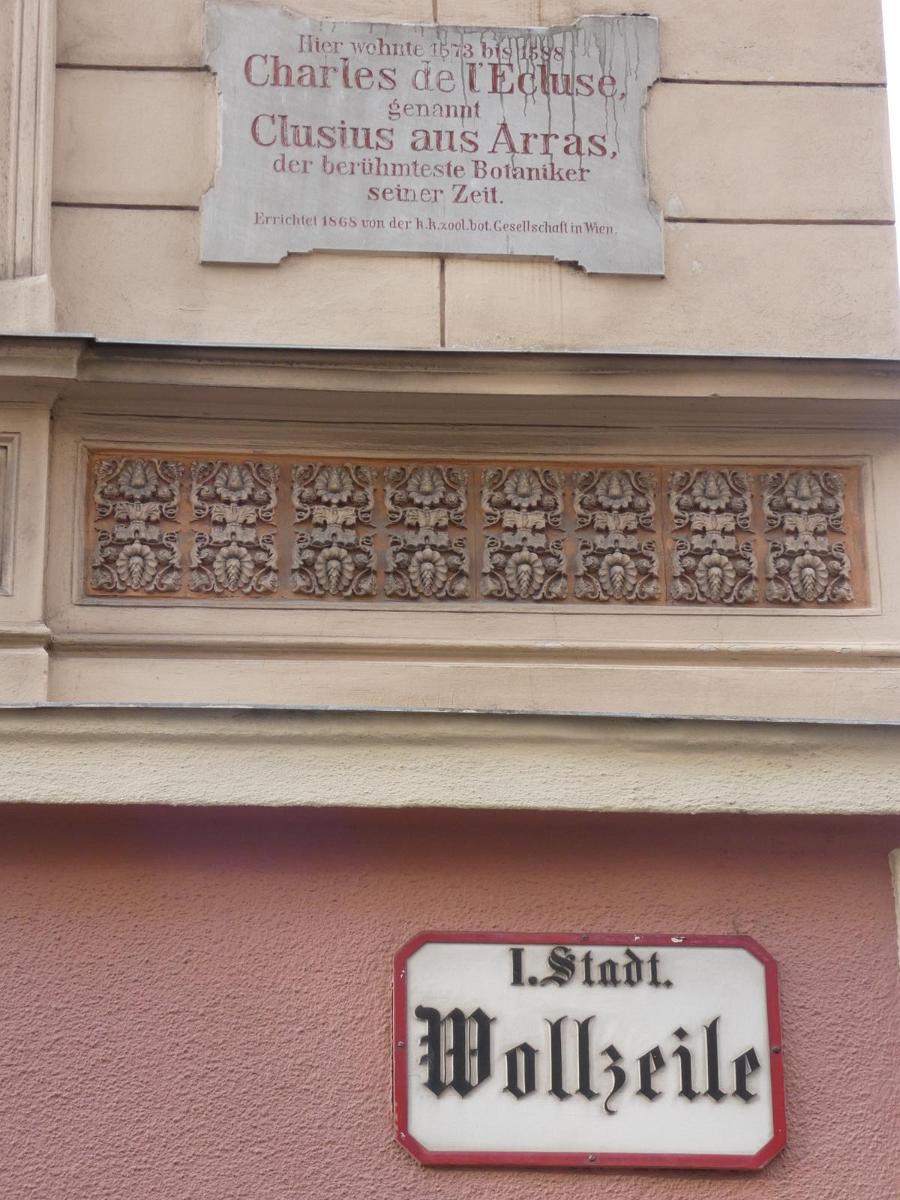 Hier wohnte 1573 bis 1588
Charles de l'Ecluse,
genannt
Clusius aus Arras,
der berühmteste Botaniker
seiner Zeit.
Errichtet 1868 von der k.k.zool.bot.Gesellschaft in Wien.
I. Stadt.
Wollzeile